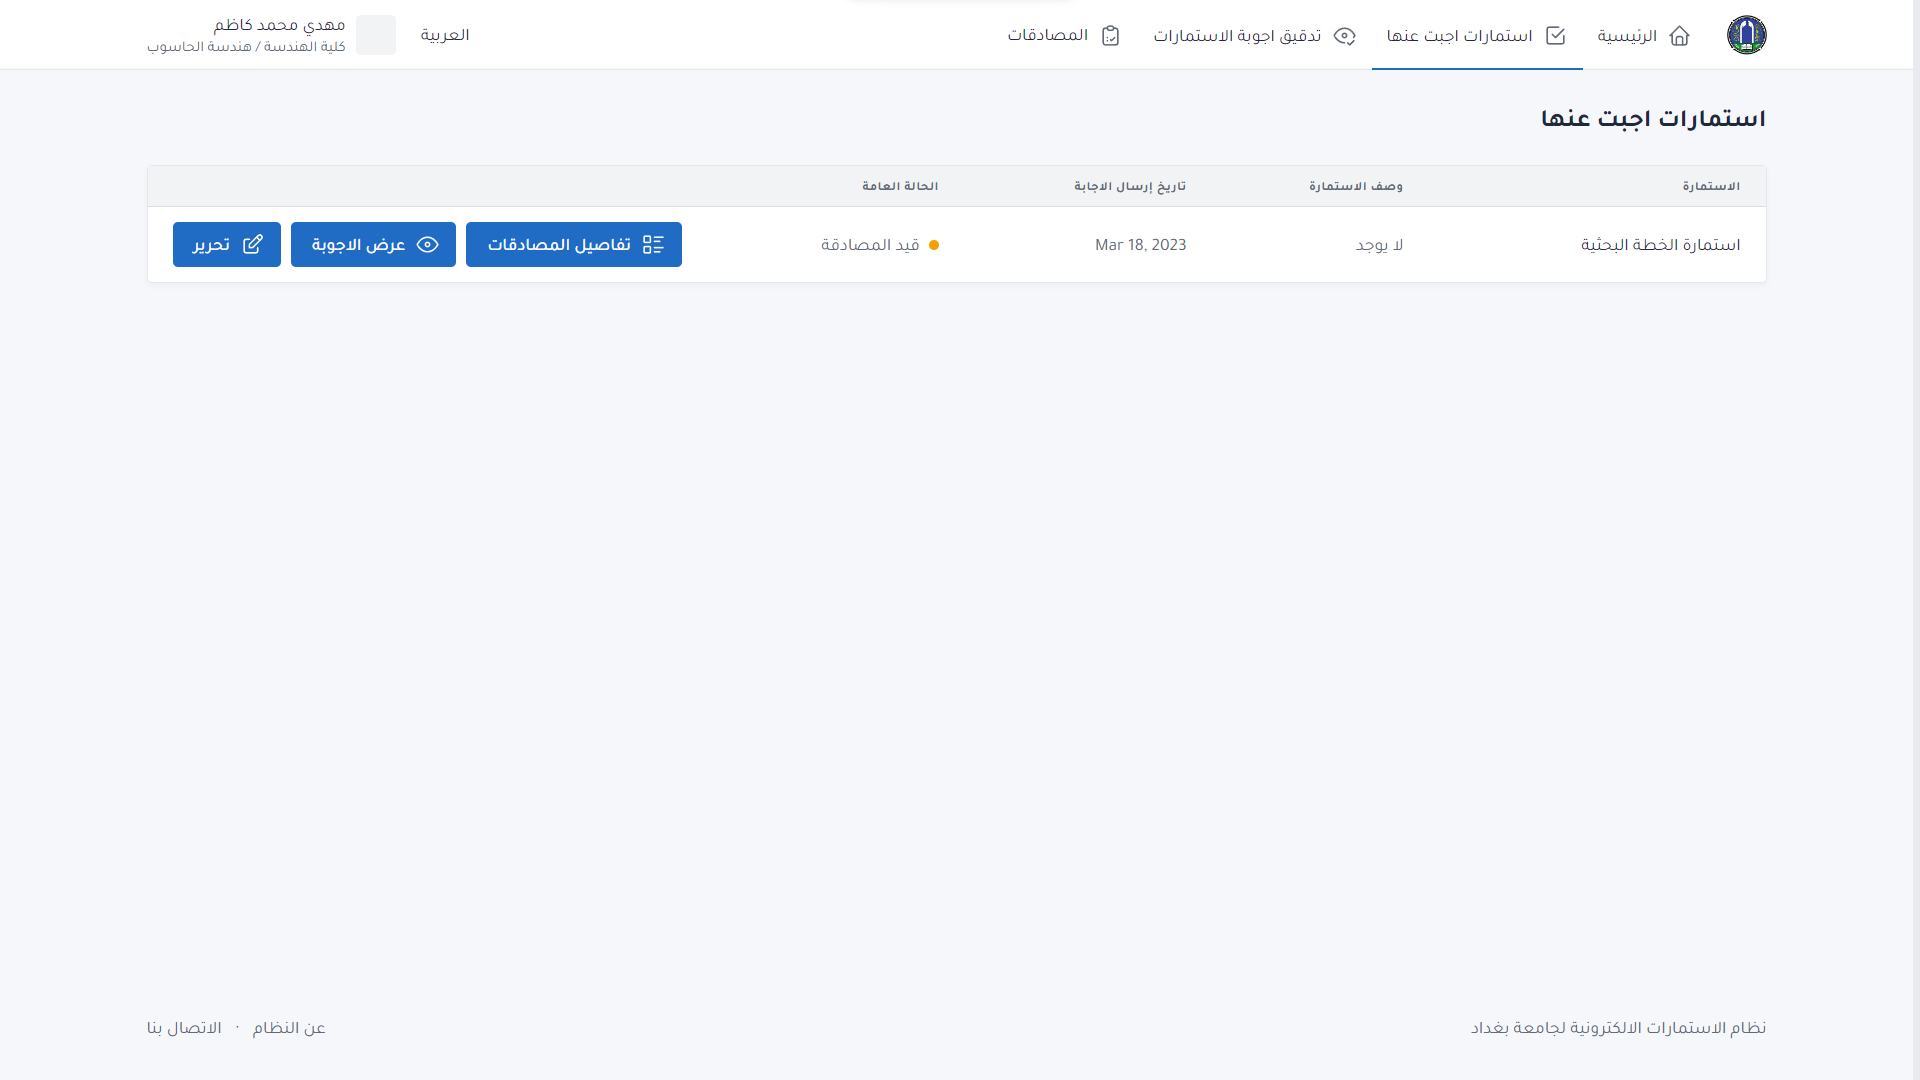 الرئيسية
استمارات اجبت عنها
تدقيق اجوبة الاستمارات
المصادقات
العربية
مهدي محمد كاظم
كلية الهندسة / هندسة الحاسوب
استمارات اجبت عنها
الاستمارة
وصف الاستمارة
تاريخ إرسال الاجابة
الحالة العامة
استمارة الخطة البحثية
لا يوجد
Mar 18, 2023
قيد المصادقة
تفاصيل المصادقات
عرض الاجوبة
تحرير
نظام الاستمارات الالكترونية لجامعة بغداد
عن النظام · الاتصال بنا